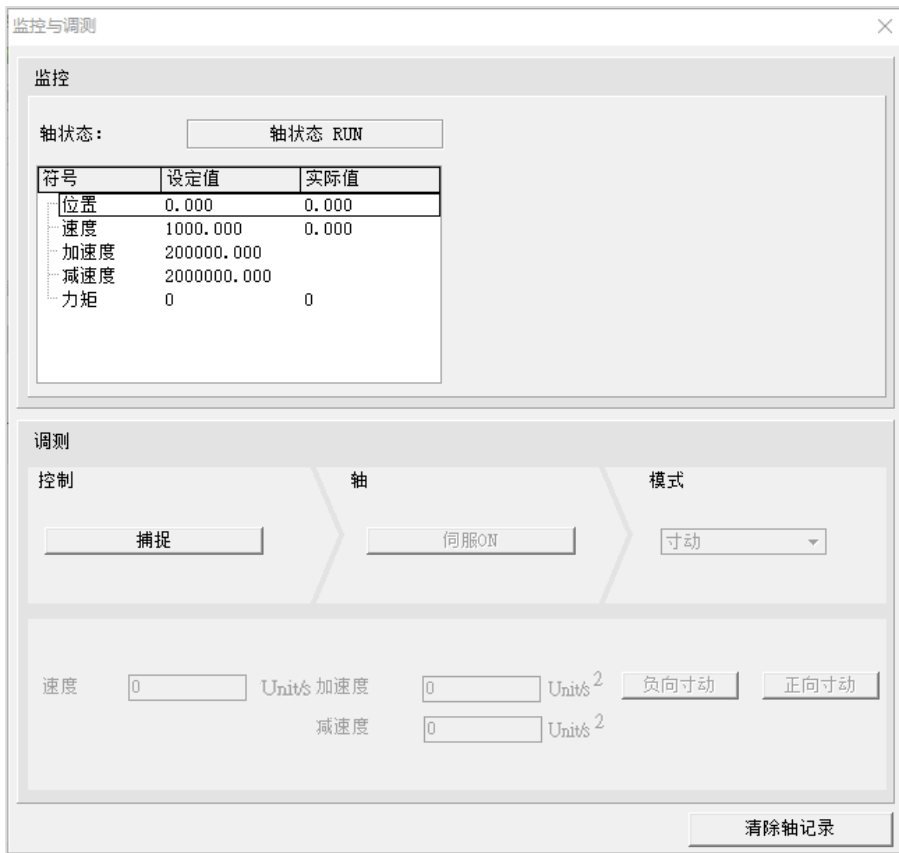 监控与调测
监控
轴状态： 轴状态 RUN
符号 设定值 实际值
位置 0.000 0.000
速度 1000.000 0.000
加速度 200000.000
减速度 2000000.000
力矩 0 0
调测
控制 轴 模式
捕捉 伺服ON 寸动
速度 0 Unit/s 加速度 0 Unit/s 2 负向寸动 正向寸动
减速度 0 Unit/s 2
清除轴记录